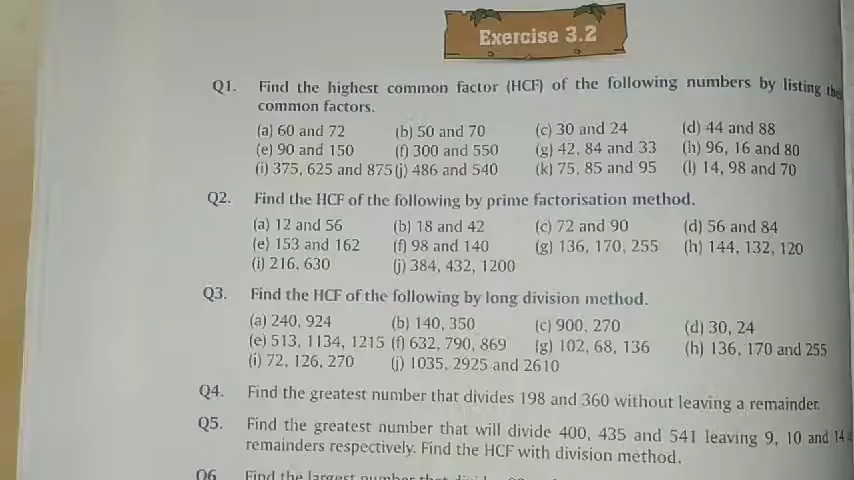 Exercise 3.2
Q1. Find the highest common factor (HCF) of the following numbers by listing
common factors.
(a) 60 and 72 (b) 50 and 70 (c) 30 and 24 (d) 44 and 88
(e) 90 and 150 (f) 300 and 550 (g) 42, 84 and 33 (h) 96, 16 and 80
(i) 375, 625 and 875 (j) 486 and 540 (k) 75, 85 and 95 (l) 14, 98 and 70
Q2. Find the HCF of the following by prime factorisation method.
(a) 12 and 56 (b) 18 and 42 (c) 72 and 90 (d) 56 and 84
(e) 153 and 162 (f) 98 and 140 (g) 136, 170, 255 (h) 144, 132, 120
(i) 216, 630 (j) 384, 432, 1200
Q3. Find the HCF of the following by long division method.
(a) 240, 924 (b) 140, 350 (c) 900, 270 (d) 30, 24
(e) 513, 1134, 1215 (f) 632, 790, 869 (g) 102, 68, 136 (h) 136, 170 and 255
(i) 72, 126, 270 (j) 1035, 2925 and 2610
Q4. Find the greatest number that divides 198 and 360 without leaving a remainder.
Q5. Find the greatest number that will divide 400, 435 and 541 leaving 9, 10 and 14
remainders respectively. Find the HCF with division method.
Q6 Find the largest number that